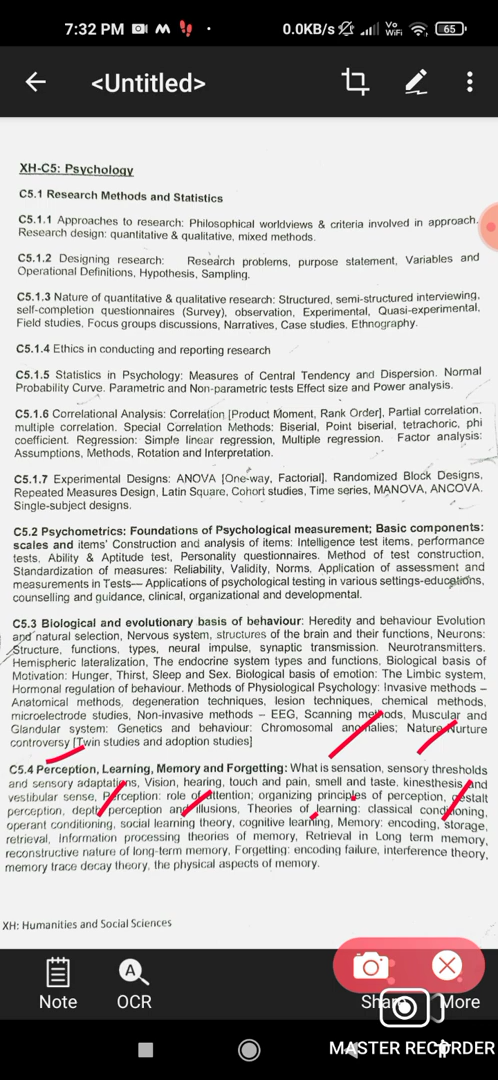 7:32 PM
0.0KB/s
Vo
WiFi
65
<Untitled>
XH-C5: Psychology
C5.1 Research Methods and Statistics
C5.1.1 Approaches to research: Philosophical worldviews & criteria involved in approach.
Research design: quantitative & qualitative, mixed methods.
C5.1.2 Designing research: Research problems, purpose statement, Variables and
Operational Definitions, Hypothesis, Sampling.
C5.1.3 Nature of quantitative & qualitative research: Structured, semi-structured interviewing,
self-completion questionnaires (Survey), observation, Experimental, Quasi-experimental,
Field studies, Focus groups discussions, Narratives, Case studies, Ethnography.
C5.1.4 Ethics in conducting and reporting research
C5.1.5 Statistics in Psychology: Measures of Central Tendency and Dispersion. Normal
Probability Curve. Parametric and Non-parametric tests Effect size and Power analysis.
C5.1.6 Correlational Analysis: Correlation [Product Moment, Rank Order], Partial correlation,
multiple correlation. Special Correlation Methods: Biserial, Point biserial, tetrachoric, phi
coefficient. Regression: Simple linear regression, Multiple regression. Factor analysis:
Assumptions, Methods, Rotation and Interpretation.
C5.1.7 Experimental Designs: ANOVA [One-way, Factorial], Randomized Block Designs,
Repeated Measures Design, Latin Square, Cohort studies, Time series, MANOVA, ANCOVA.
Single-subject designs.
C5.2 Psychometrics: Foundations of Psychological measurement; Basic components:
scales and items' Construction and analysis of items: Intelligence test items, performance
tests, Ability & Aptitude test, Personality questionnaires. Method of test construction,
Standardization of measures: Reliability, Validity, Norms, Application of assessment and
measurements in Tests— Applications of psychological testing in various settings-educations,
counselling and guidance, clinical, organizational and developmental.
C5.3 Biological and evolutionary basis of behaviour: Heredity and behaviour Evolution
and natural selection, Nervous system, structures of the brain and their functions, Neurons:
Structure, functions, types, neural impulse, synaptic transmission. Neurotransmitters.
Hemispheric lateralization, The endocrine system types and functions, Biological basis of
Motivation: Hunger, Thirst, Sleep and Sex. Biological basis of emotion: The Limbic system,
Hormonal regulation of behaviour. Methods of Physiological Psychology: Invasive methods –
Anatomical methods, degeneration techniques, lesion techniques, chemical methods,
microelectrode studies, Non-invasive methods – EEG, Scanning methods, Muscular and
Glandular system: Genetics and behaviour: Chromosomal anomalies; Nature-Nurture
controversy [Twin studies and adoption studies]
C5.4 Perception, Learning, Memory and Forgetting: What is sensation, sensory thresholds
and sensory adaptations, Vision, hearing, touch and pain, smell and taste, kinesthesis and
vestibular sense, Perception: role of attention; organizing principles of perception, gestalt
perception, depth perception and illusions, Theories of learning: classical conditioning,
operant conditioning, social learning theory, cognitive learning, Memory: encoding, storage,
retrieval, Information processing theories of memory, Retrieval in Long term memory,
reconstructive nature of long-term memory, Forgetting: encoding failure, interference theory,
memory trace decay theory, the physical aspects of memory.
XH: Humanities and Social Sciences
Note
OCR
Share
More
MASTER RECORDER